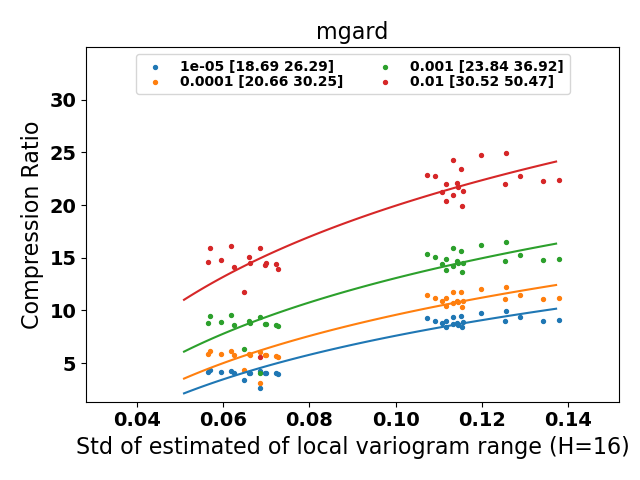 mgard
1e-05 [18.69 26.29]
0.0001 [20.66 30.25]
0.001 [23.84 36.92]
0.01 [30.52 50.47]
Compression Ratio
30
25
20
15
10
5
0.04 0.06 0.08 0.10 0.12 0.14
Std of estimated of local variogram range (H=16)